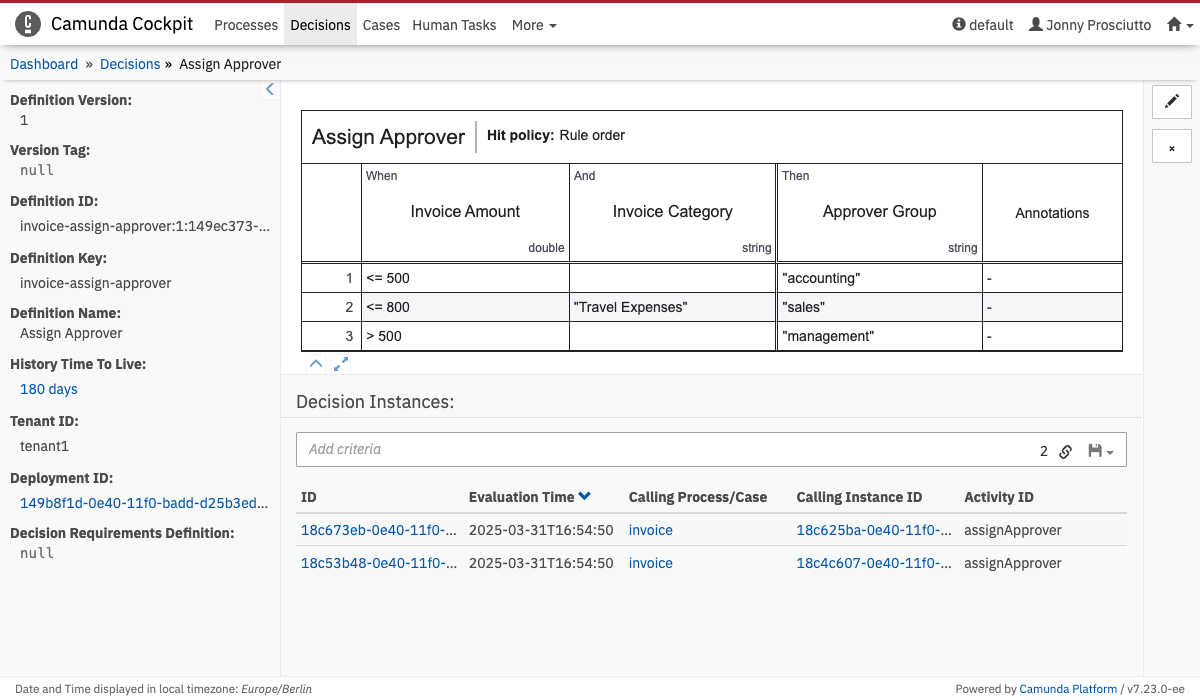 Camunda Cockpit Processes Decisions Cases Human Tasks More default Jonny Prosciutto
Dashboard » Decisions » Assign Approver
Definition Version:
1
Version Tag:
null
Definition ID:
invoice-assign-approver:1:149ec373-...
Definition Key:
invoice-assign-approver
Definition Name:
Assign Approver
History Time To Live:
180 days
Tenant ID:
tenant1
Deployment ID:
149b8f1d-0e40-11f0-badd-d25b3ed...
Decision Requirements Definition:
null
Assign Approver Hit policy: Rule order
When And Then
Invoice Amount Invoice Category Approver Group Annotations
double string string
1 <= 500 "accounting" -
2 <= 800 "Travel Expenses" "sales" -
3 > 500 "management" -
Decision Instances:
Add criteria 2
ID Evaluation Time Calling Process/Case Calling Instance ID Activity ID
18c673eb-0e40-11f0-... 2025-03-31T16:54:50 invoice 18c625ba-0e40-11f0-... assignApprover
18c53b48-0e40-11f0-... 2025-03-31T16:54:50 invoice 18c4c607-0e40-11f0-... assignApprover
Date and Time displayed in local timezone: Europe/Berlin Powered by Camunda Platform / v7.23.0-ee